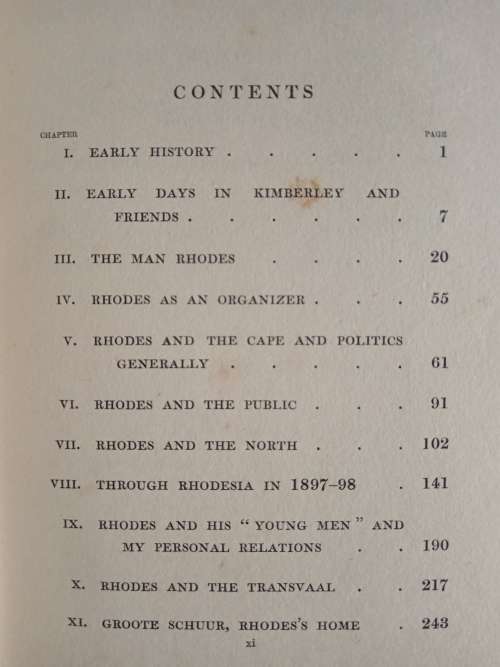 CONTENTS
CHAPTER PAGE
I. EARLY HISTORY . . . . . 1
II. EARLY DAYS IN KIMBERLEY AND
FRIENDS . . . . . . 7
III. THE MAN RHODES . . . 20
IV. RHODES AS AN ORGANIZER . . . 55
V. RHODES AND THE CAPE AND POLITICS
GENERALLY . . . . . 61
VI. RHODES AND THE PUBLIC . . . 91
VII. RHODES AND THE NORTH . . . 102
VIII. THROUGH RHODESIA IN 1897–98 . 141
IX. RHODES AND HIS “ YOUNG MEN ” AND
MY PERSONAL RELATIONS . . 190
X. RHODES AND THE TRANSVAAL . . 217
XI. GROOTE SCHUUR, RHODES'S HOME . 243
xi